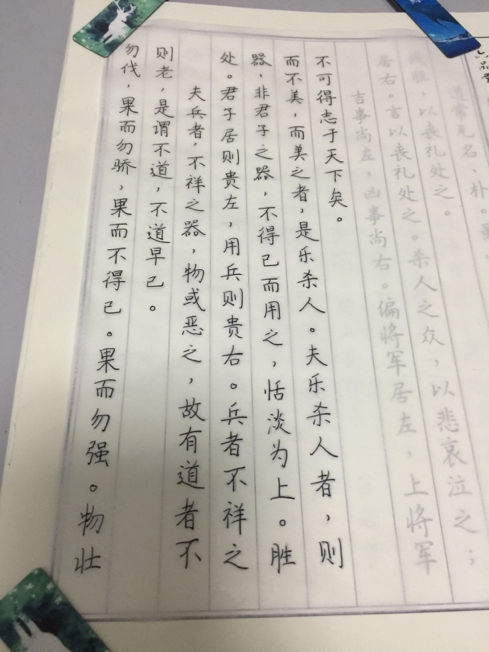 勿伐，果而勿骄，果而不得已。果而勿强。物壮
则老，是谓不道，不道早已。
夫兵者，不祥之器，物或恶之，故有道者不
处。君子居则贵左，用兵则贵右。兵者不祥之
器，非君子之器，不得已而用之，恬淡为上。胜
而不美，而美之者，是乐杀人。夫乐杀人者，则
不可得志于天下矣。
吉事尚左，凶事尚右。偏将军居左，上将军
居右。言以丧礼处之。杀人之众，以悲哀泣之；
战胜，以丧礼处之。
道常无名、朴。